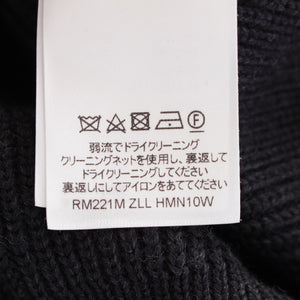 弱流でドライクリーニング
クリーニングネットを使用し、裏返して
ドライクリーニングしてください
裏返しにしてアイロンをあててください
RM221M ZLL HMN10W